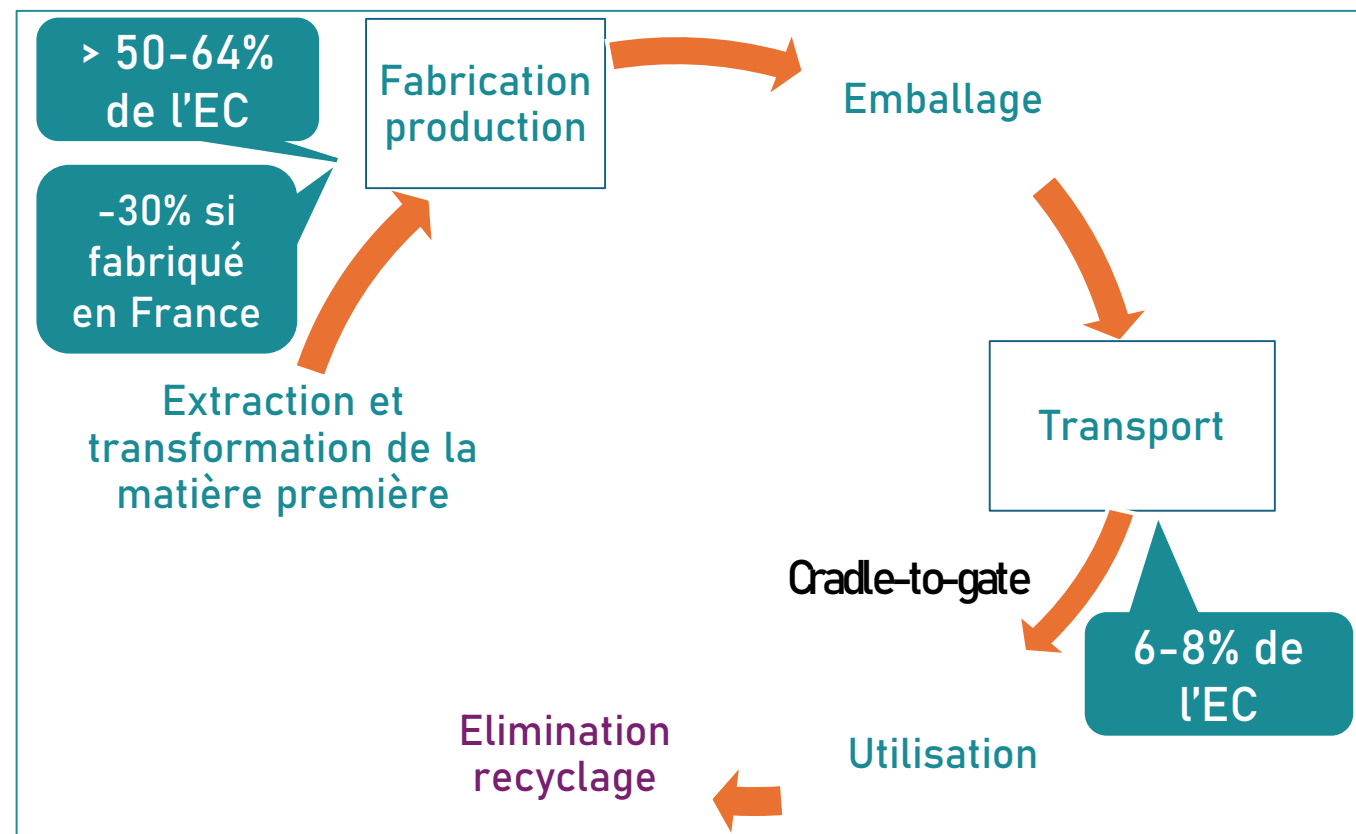 > 50-64%
de l'EC
Fabrication
production
Emballage
-30% si
fabriqué
en France
Extraction et
transformation de la
matière première
Transport
Cradle-to-gate
6-8% de
l'EC
Elimination
recyclage
Utilisation